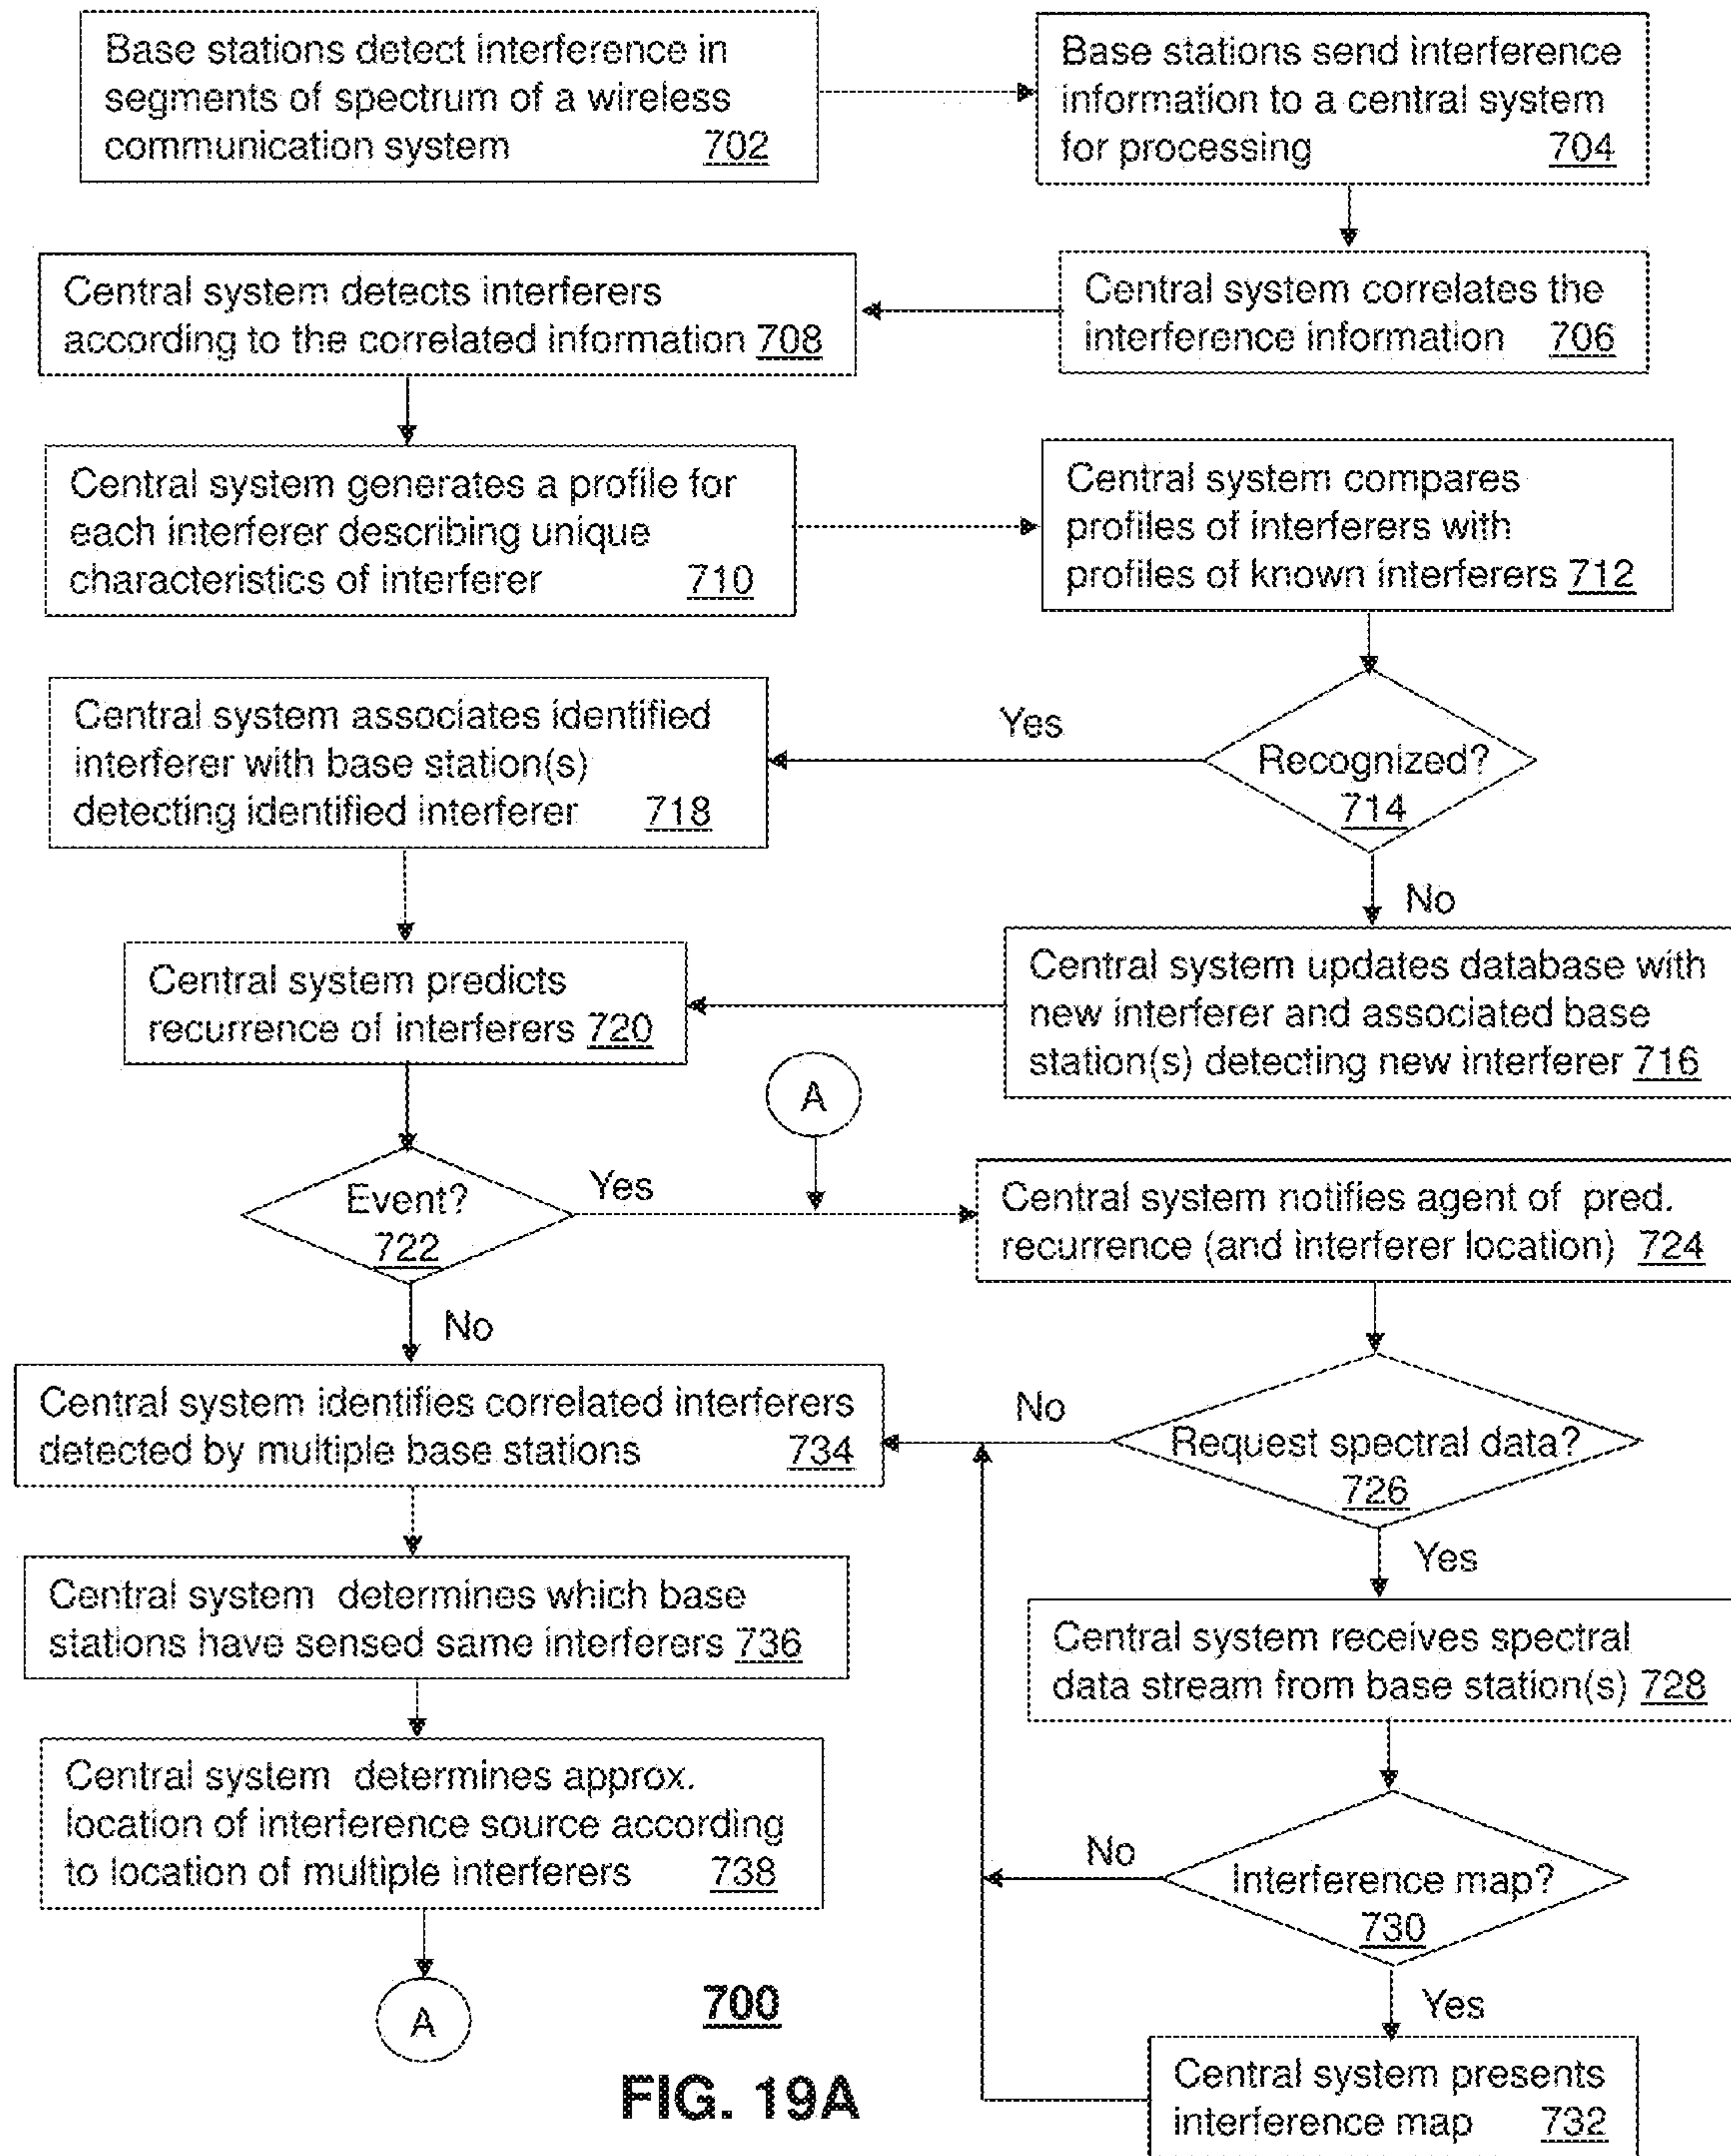 Base stations detect interference in
segments of spectrum of a wireless
communication system 702
Base stations send interference
information to a central system
for processing 704
Central system correlates the
interference information 706
Central system detects interferers
according to the correlated information 708
Central system generates a profile for
each interferer describing unique
characteristics of interferer 710
Central system compares
profiles of interferers with
profiles of known interferers 712
Recognized?
714
Yes
No
Central system associates identified
interferer with base station(s)
detecting identified interferer 718
Central system updates database with
new interferer and associated base
station(s) detecting new interferer 716
Central system predicts
recurrence of interferers 720
A
Event?
722
Yes
No
Central system notifies agent of pred.
recurrence (and interferer location) 724
Request spectral data?
726
No
Yes
Central system identifies correlated interferers
detected by multiple base stations 734
Central system determines which base
stations have sensed same interferers 736
Central system receives spectral
data stream from base station(s) 728
Central system determines approx.
location of interference source according
to location of multiple interferers 738
Interference map?
730
No
Yes
A
Central system presents
interference map 732
700
FIG. 19A